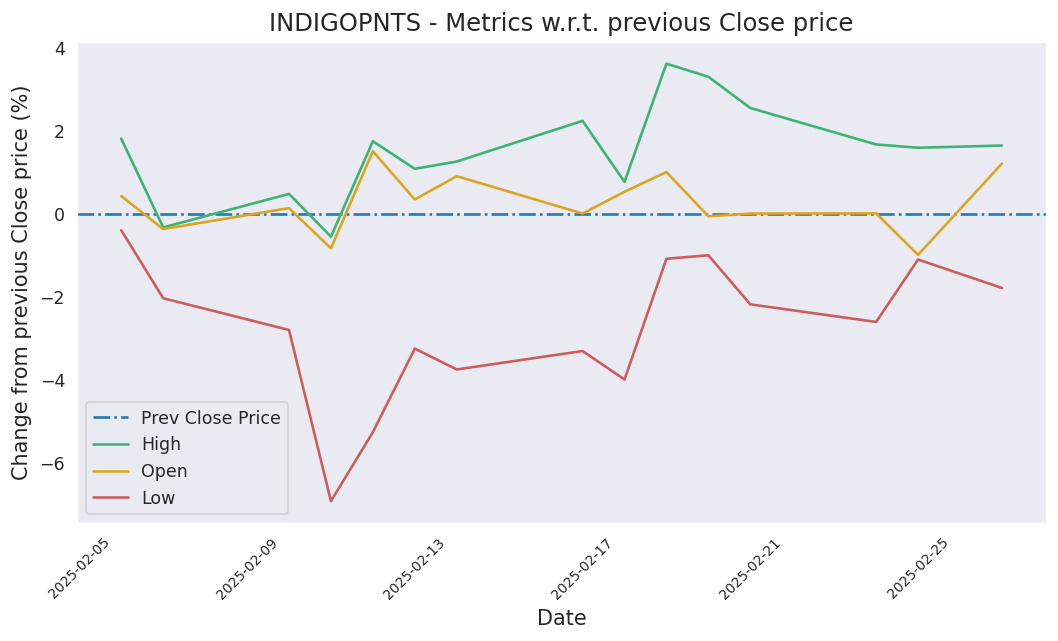 INDIGOPNTS - Metrics w.r.t. previous Close price
Change from previous Close price (%)
4
2
0
−2
−4
−6
Prev Close Price
High
Open
Low
2025-02-05
2025-02-09
2025-02-13
2025-02-17
2025-02-21
2025-02-25
Date